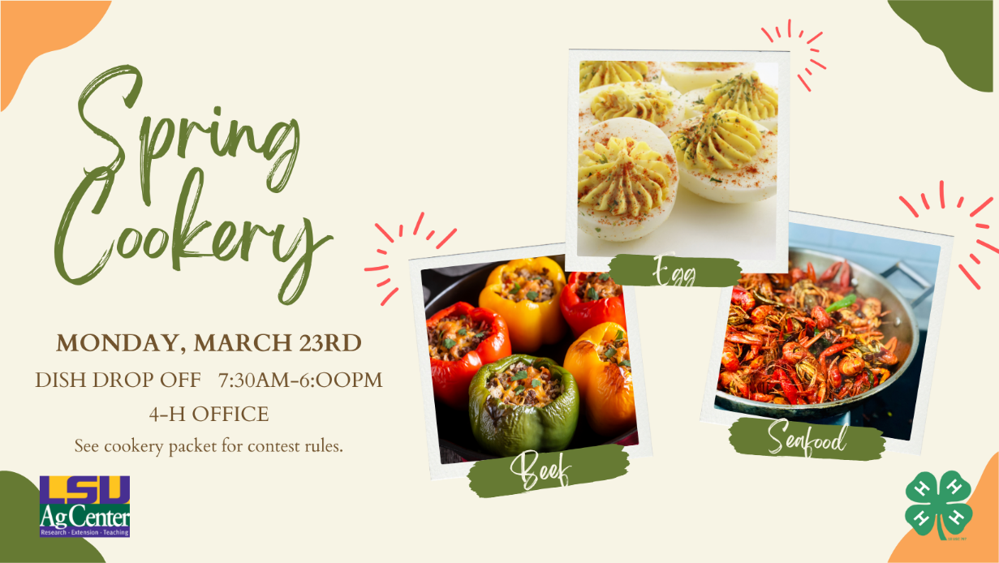 Spring
Cookery
MONDAY, MARCH 23RD
DISH DROP OFF 7:30AM-6:OOPM
4-H OFFICE
See cookery packet for contest rules.
Egg
Beef
Seafood
LSU
AgCenter
Research · Extension · Teaching
H H
H H